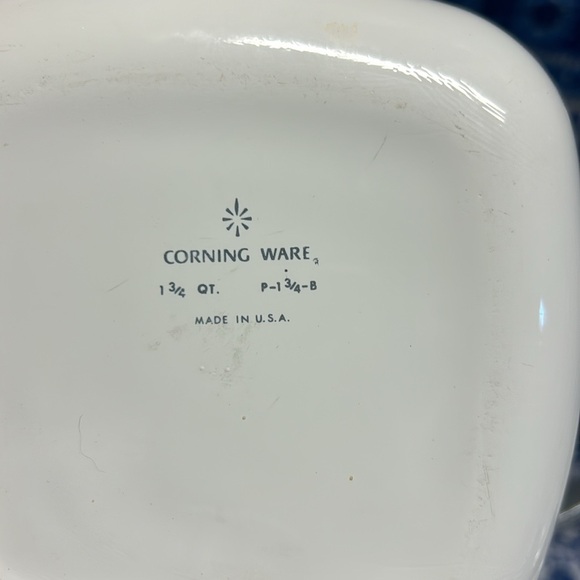 CORNING WARE®
1 3/4 QT. P-1 3/4-B
MADE IN U.S.A.